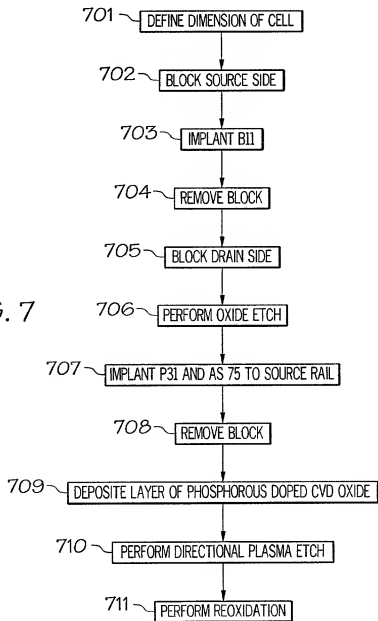 701 DEFINE DIMENSION OF CELL
702 BLOCK SOURCE SIDE
703 IMPLANT B11
704 REMOVE BLOCK
705 BLOCK DRAIN SIDE
G. 7
706 PERFORM OXIDE ETCH
707 IMPLANT P31 AND AS 75 TO SOURCE RAIL
708 REMOVE BLOCK
709 DEPOSITE LAYER OF PHOSPHOROUS DOPED CVD OXIDE
710 PERFORM DIRECTIONAL PLASMA ETCH
711 PERFORM REOXIDATION